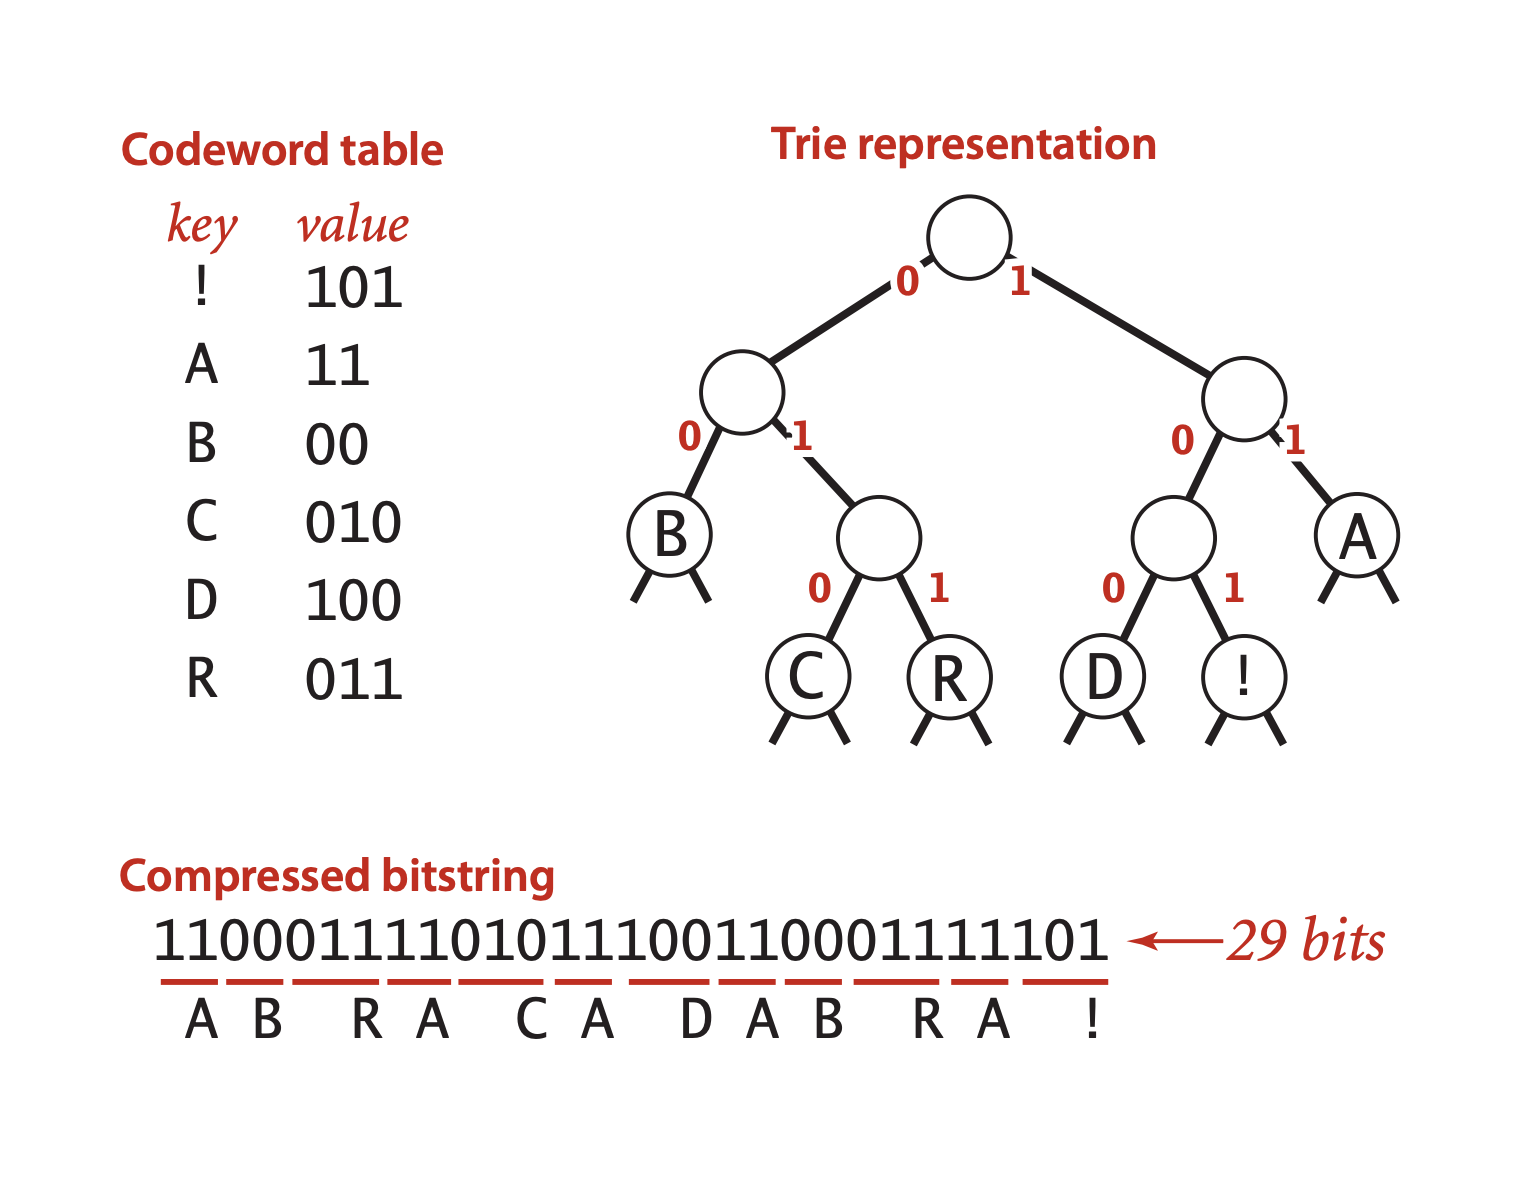 Codeword table
key value
! 101
A 11
B 00
C 010
D 100
R 011
Trie representation
0 1
0 1 0 1
B A
0 1 0 1
C R D !
Compressed bitstring
11000111101011100110001111101 29 bits
A B R A C A D A B R A !